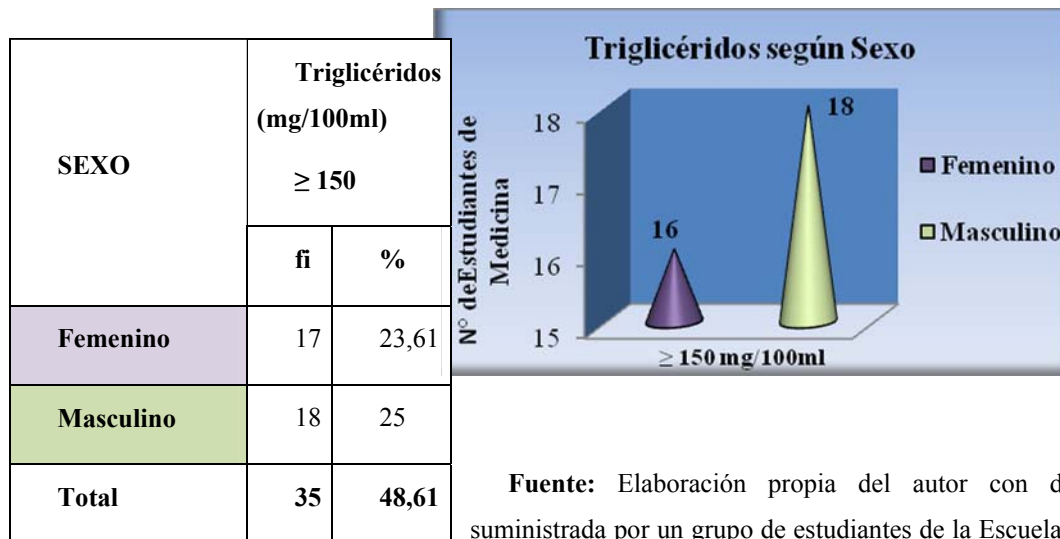 SEXO
Triglicéridos
(mg/100ml)
≥ 150
fi %
Femenino 17 23,61
Masculino 18 25
Total 35 48,61
Triglicéridos según Sexo
N° deEstudiantes de
Medicina
18
17
16
15
16
18
≥ 150 mg/100ml
Femenino
Masculino
Fuente: Elaboración propia del autor con d
suministrada por un grupo de estudiantes de la Escuela